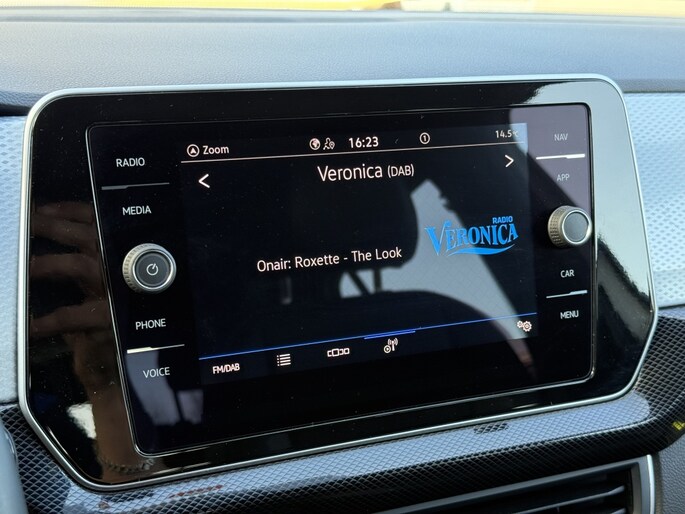 RADIO
MEDIA
PHONE
VOICE
Zoom
16:23
1
14.5
Veronica (DAB)
RADIO
VERONICA
Onair: Roxette - The Look
FM/DAB
NAV
APP
CAR
MENU